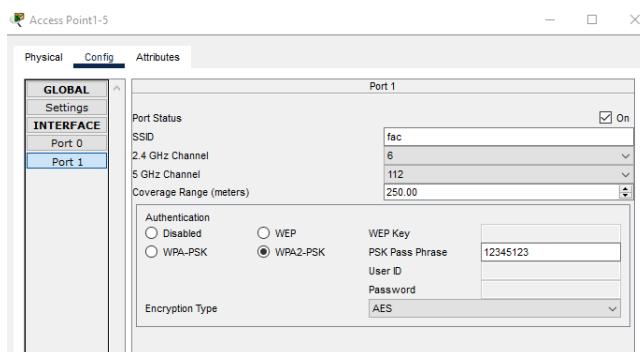 Access Point1-5
Physical Config Attributes
GLOBAL
Settings
INTERFACE
Port 0
Port 1
Port 1
Port Status On
SSID fac
2.4 GHz Channel 6
5 GHz Channel 112
Coverage Range (meters) 250.00
Authentication
Disabled WEP WEP Key
WPA-PSK WPA2-PSK PSK Pass Phrase 12345123
User ID
Password
Encryption Type AES